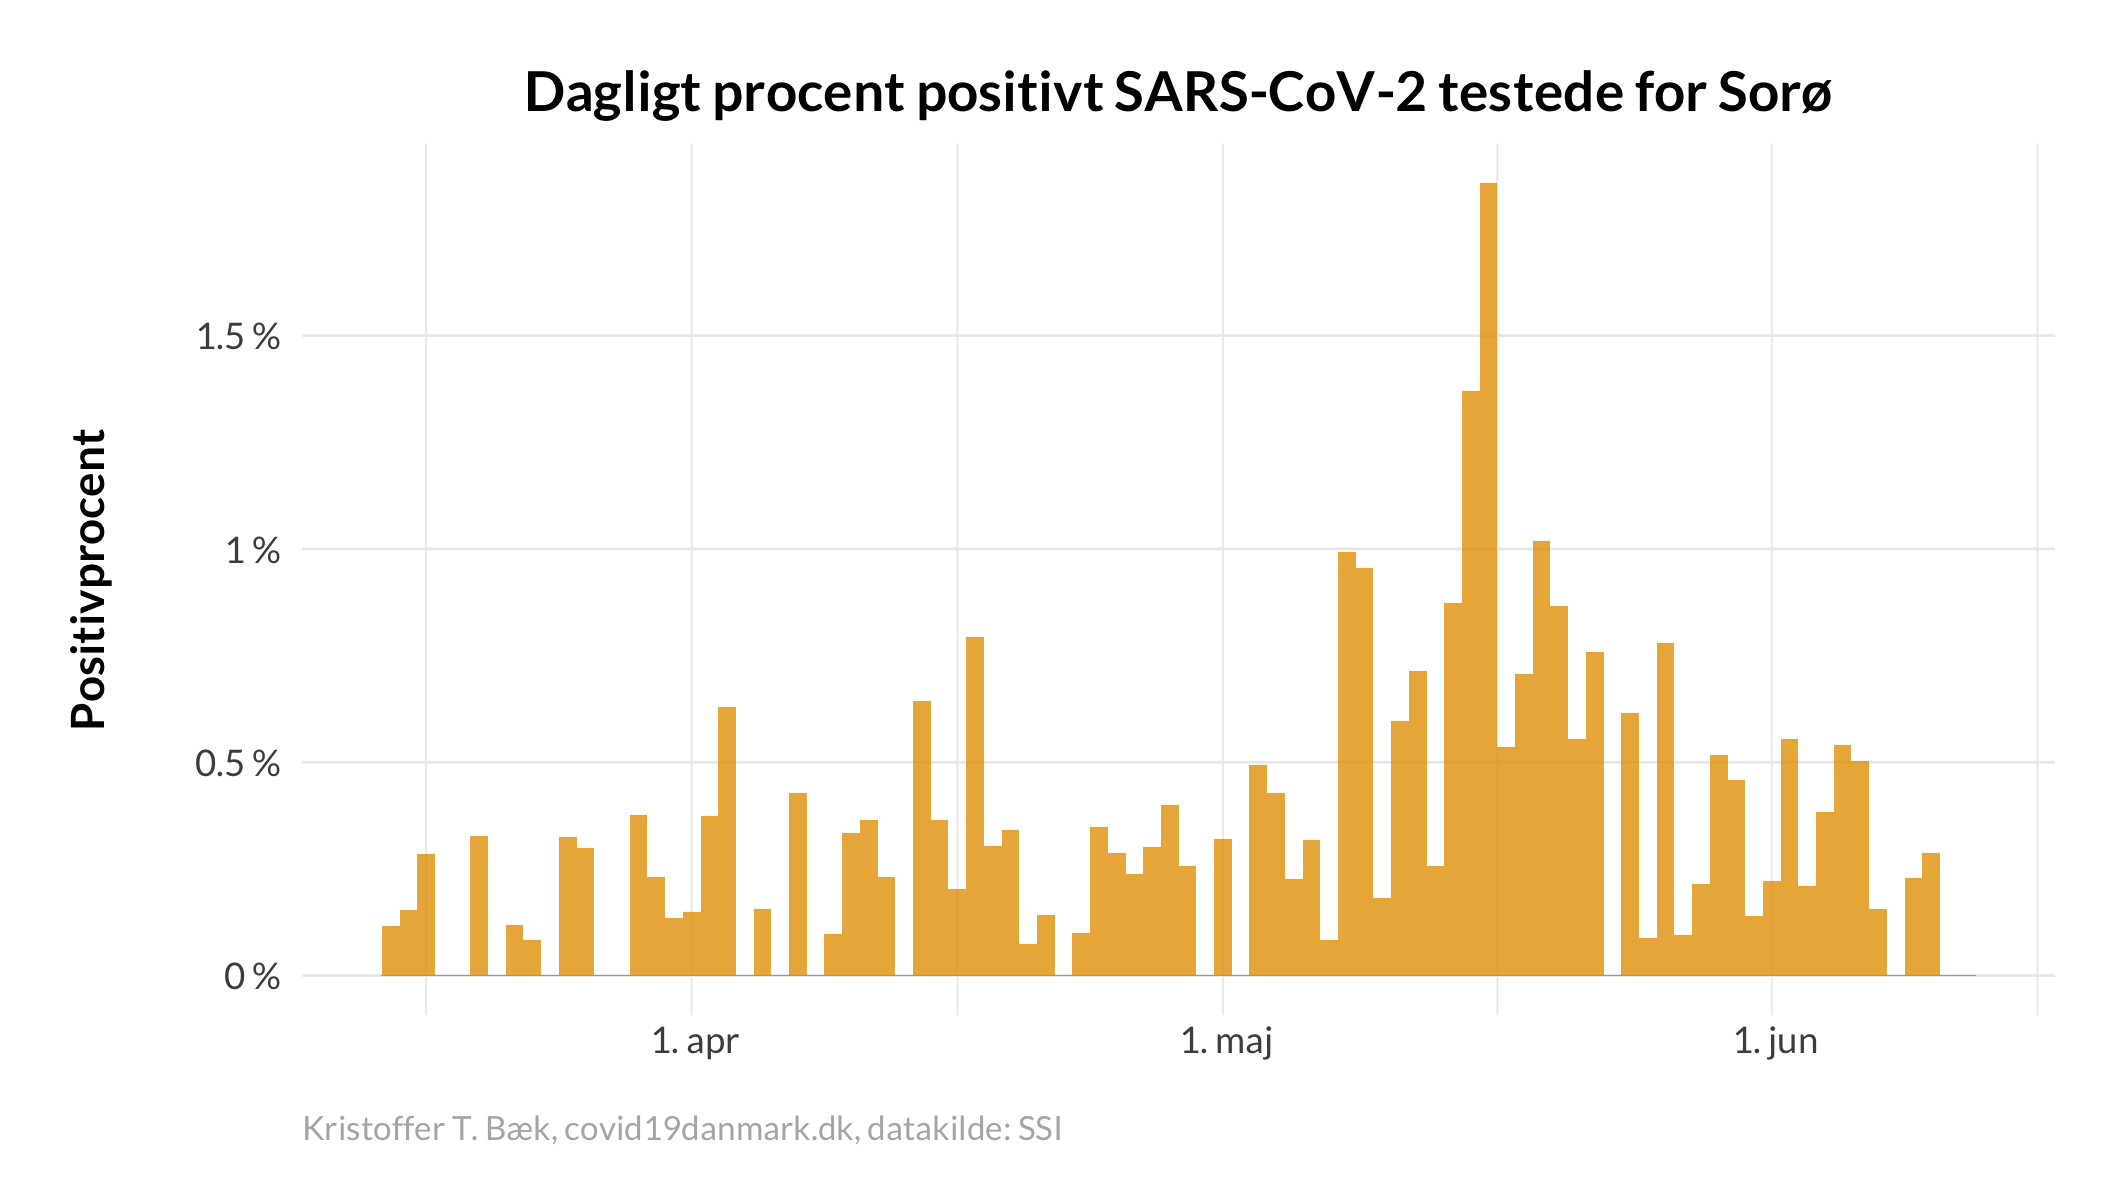 Dagligt procent positivt SARS-CoV-2 testede for Sorø
Positivprocent
1.5 %
1 %
0.5 %
0 %
1. apr
1. maj
1. jun
Kristoffer T. Bæk, covid19danmark.dk, datakilde: SSI